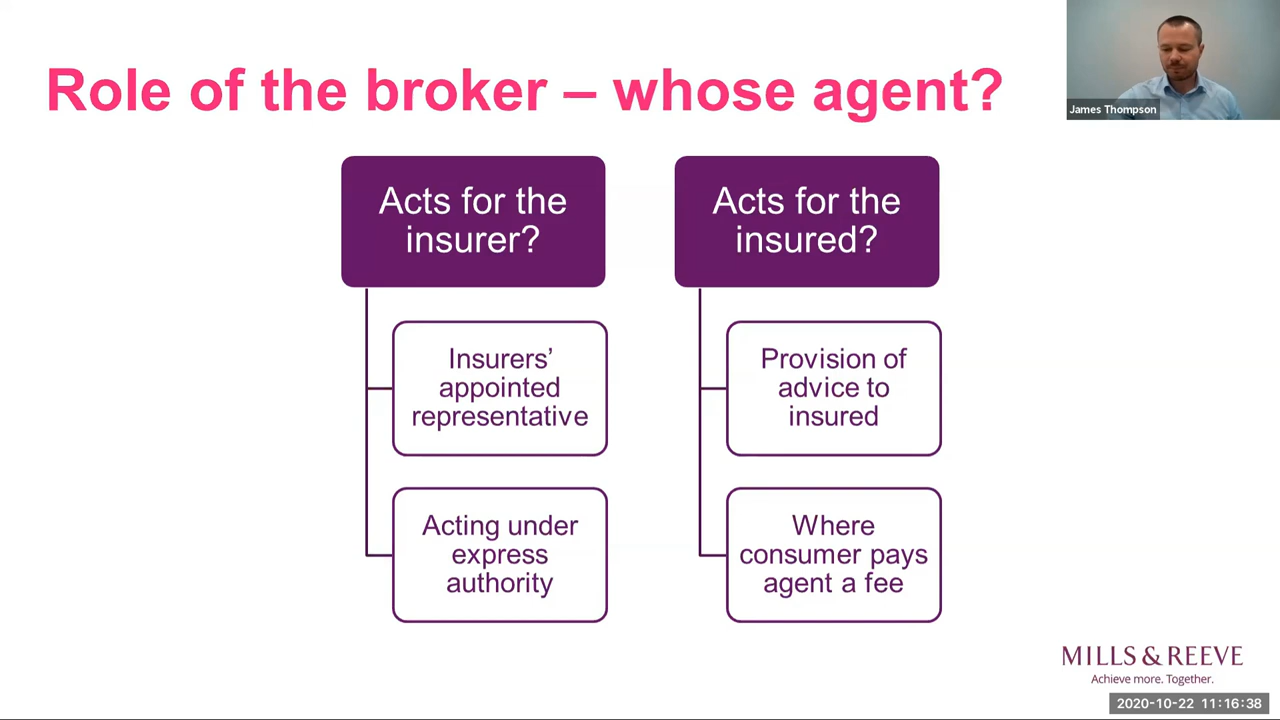 Role of the broker – whose agent?
James Thompson
Acts for the
insurer?
Insurers’
appointed
representative
Acting under
express
authority
Acts for the
insured?
Provision of
advice to
insured
Where
consumer pays
agent a fee
MILLS & REEVE
Achieve more. Together.
2020-10-22 11:16:38